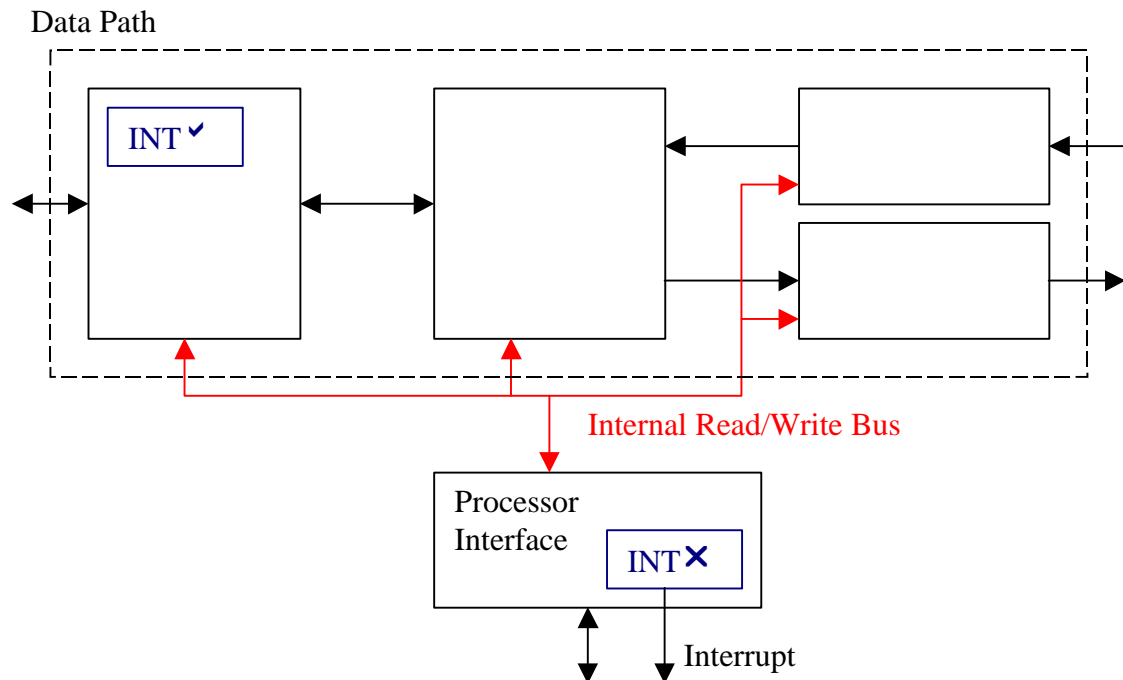 Data Path
INT ✔
Internal Read/Write Bus
Processor
Interface
INT ✕
Interrupt